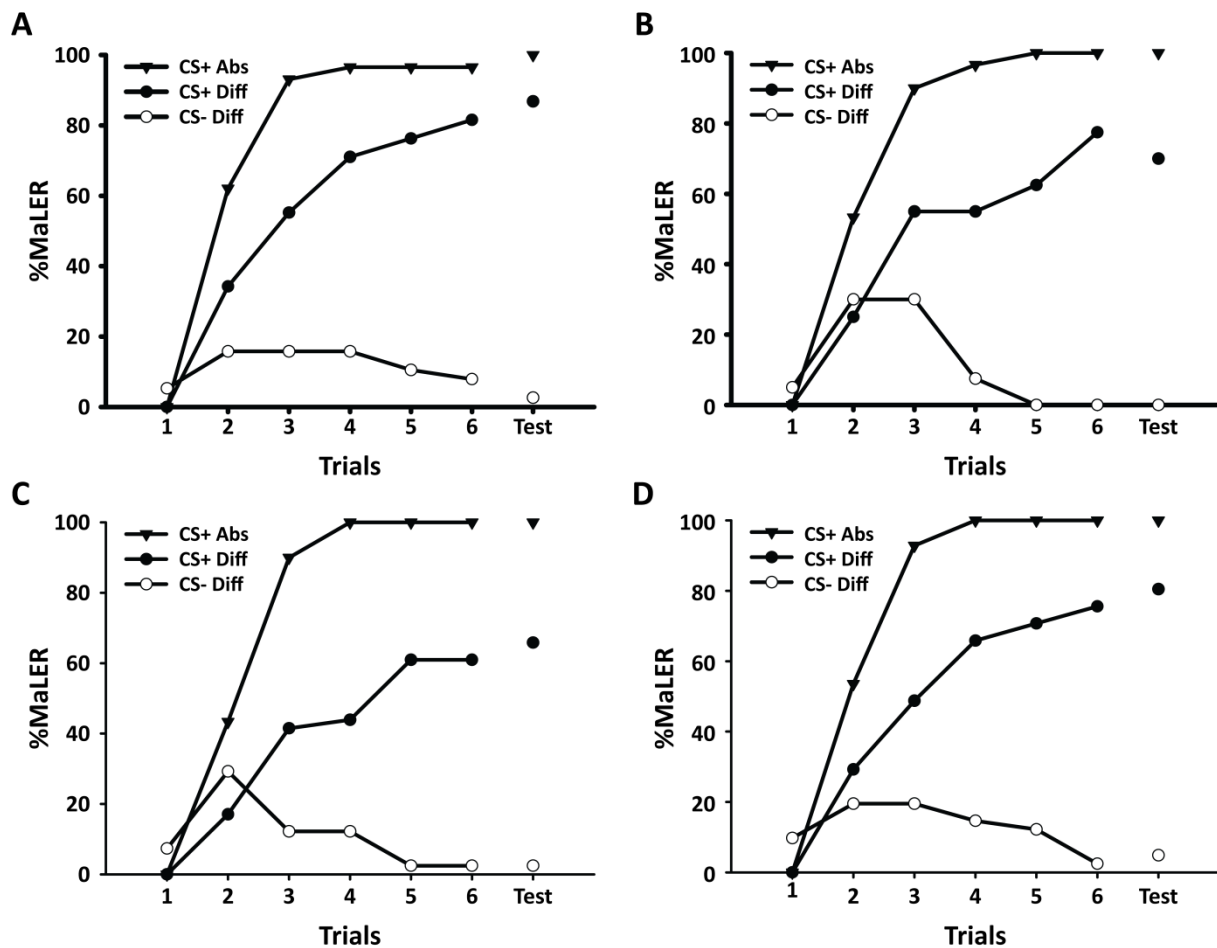 A
%MaLER
100
80
60
40
20
0
CS+ Abs
CS+ Diff
CS- Diff
1 2 3 4 5 6 Test
Trials
B
%MaLER
100
80
60
40
20
0
CS+ Abs
CS+ Diff
CS- Diff
1 2 3 4 5 6 Test
Trials
C
%MaLER
100
80
60
40
20
0
CS+ Abs
CS+ Diff
CS- Diff
1 2 3 4 5 6 Test
Trials
D
%MaLER
100
80
60
40
20
0
CS+ Abs
CS+ Diff
CS- Diff
1 2 3 4 5 6 Test
Trials